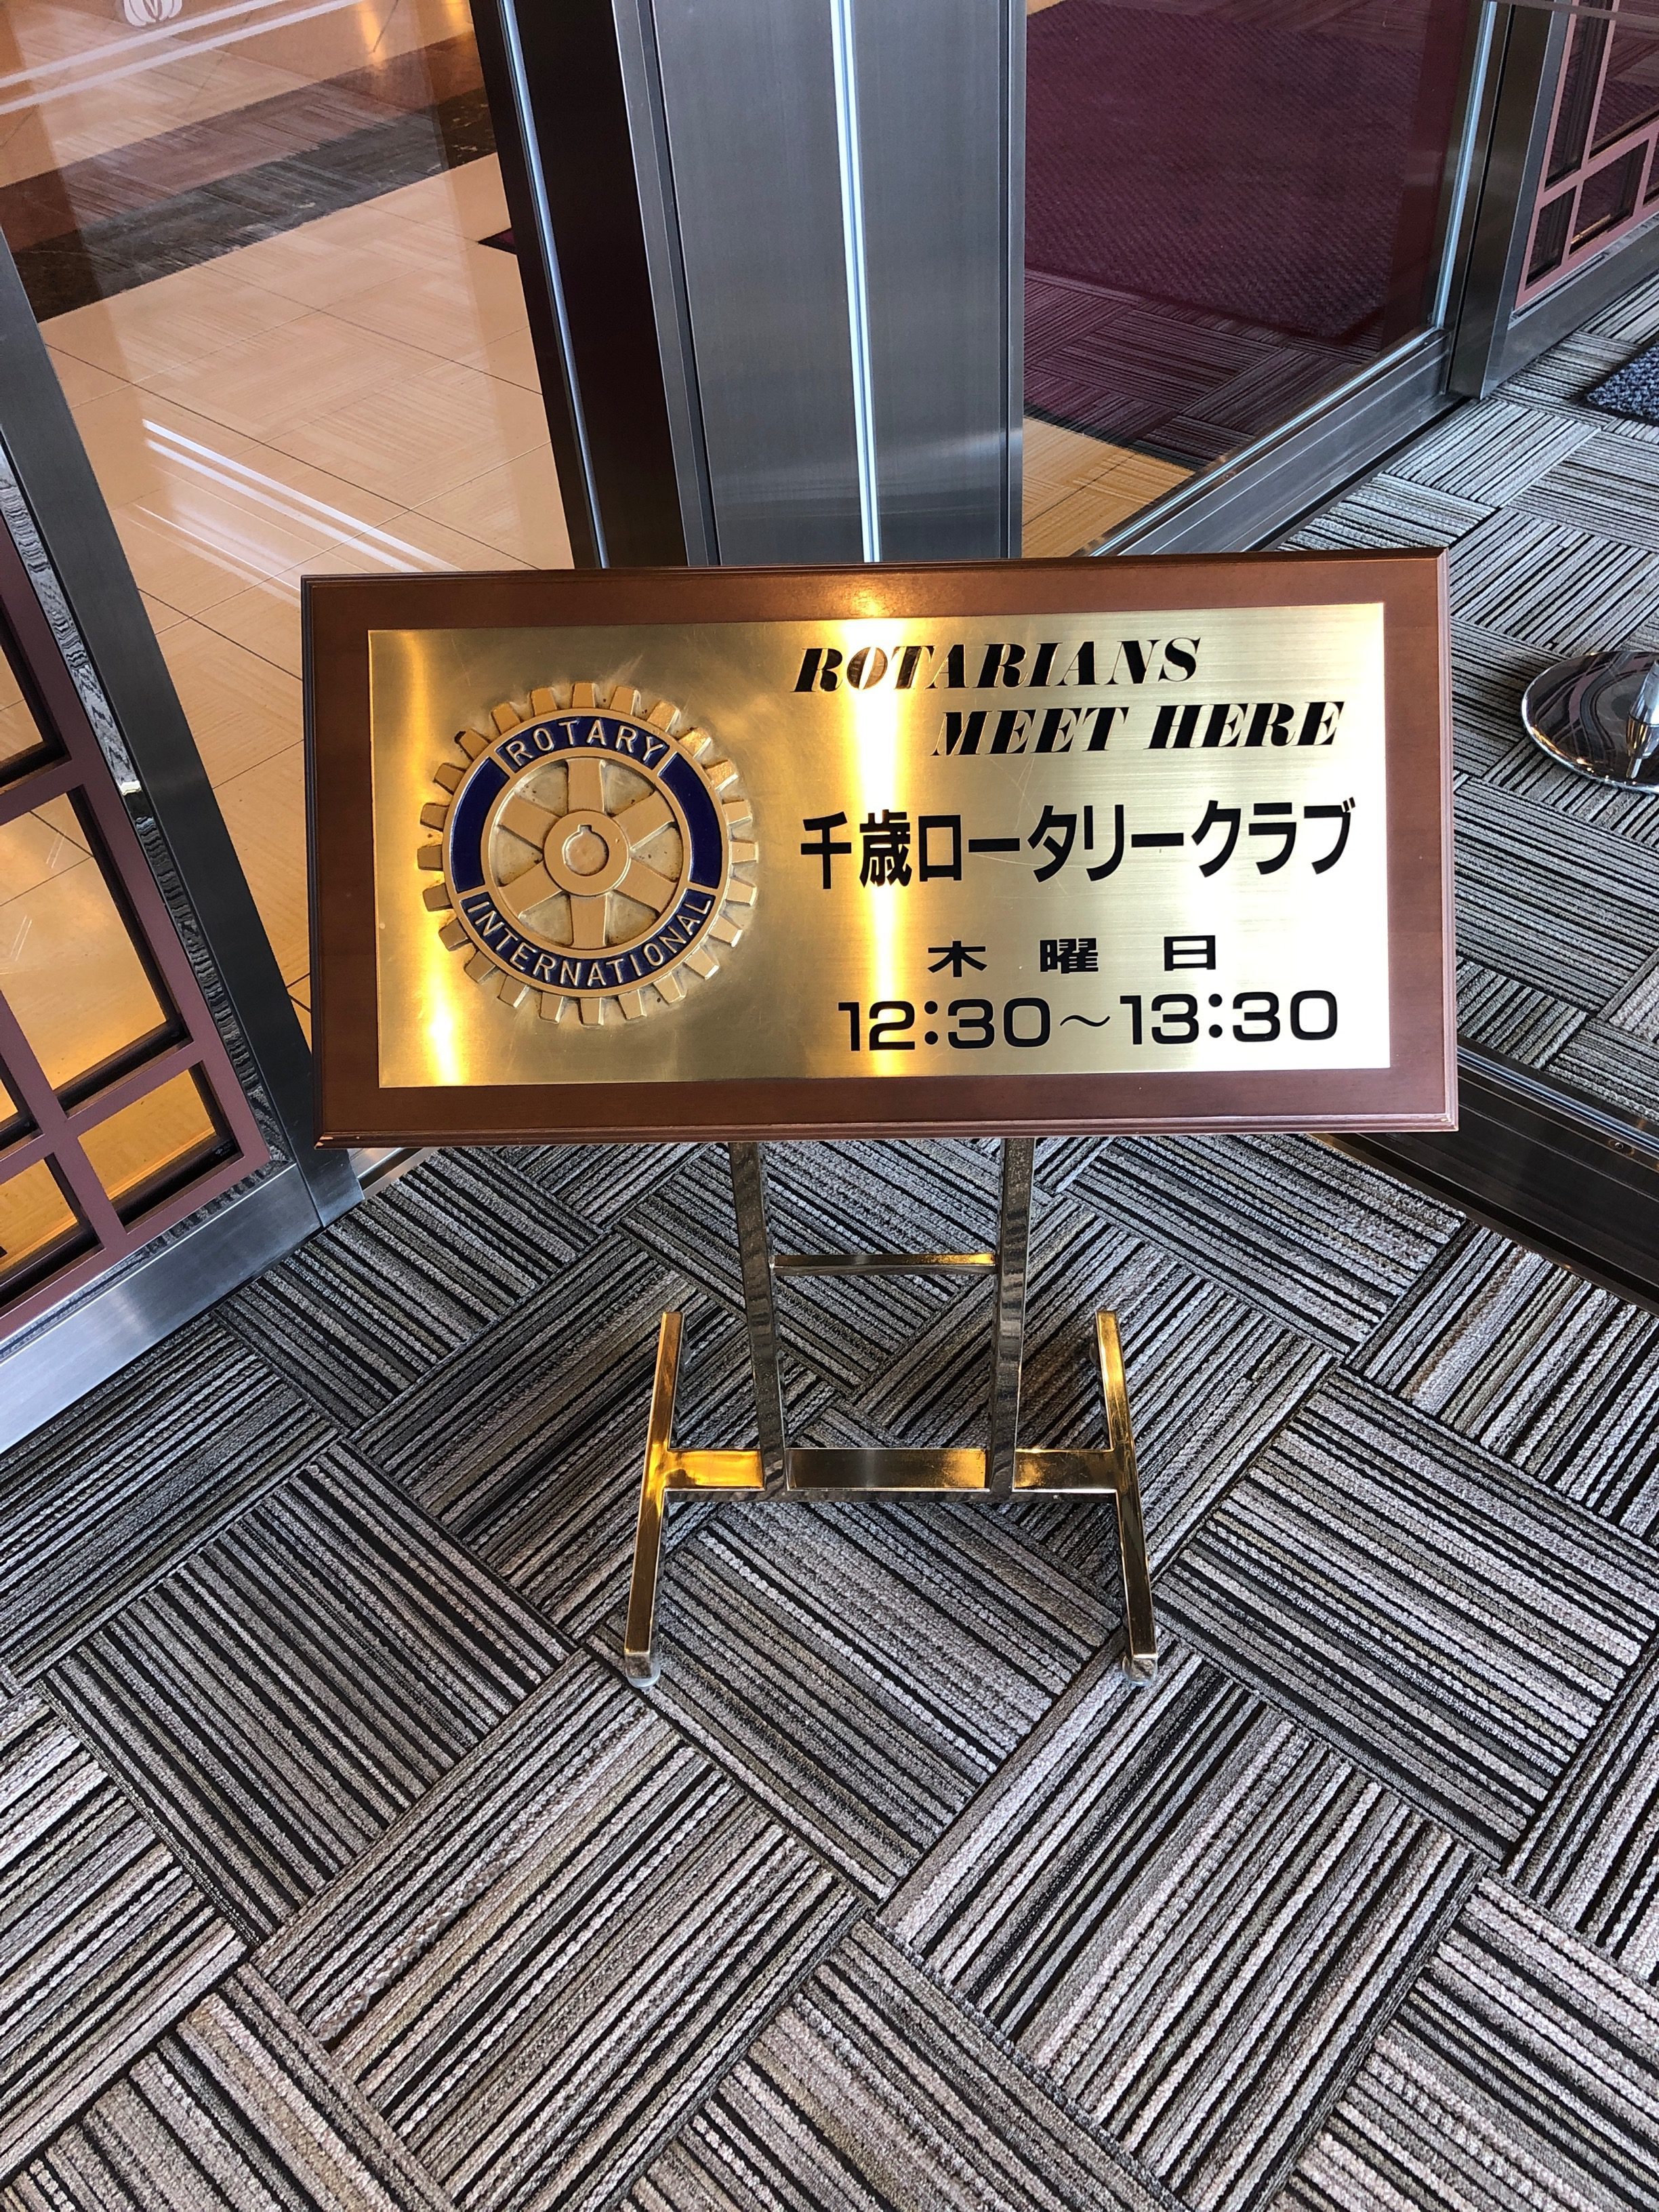 ROTARY
INTERNATIONAL
ROTARIANS
MEET HERE
千歳ロータリークラブ
木曜日
12:30～13:30